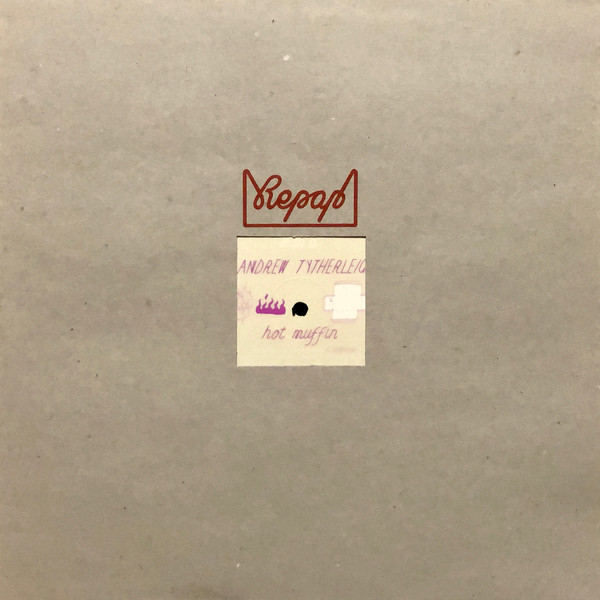 Repap
ANDREW TYTHERLEIG
hot muffin